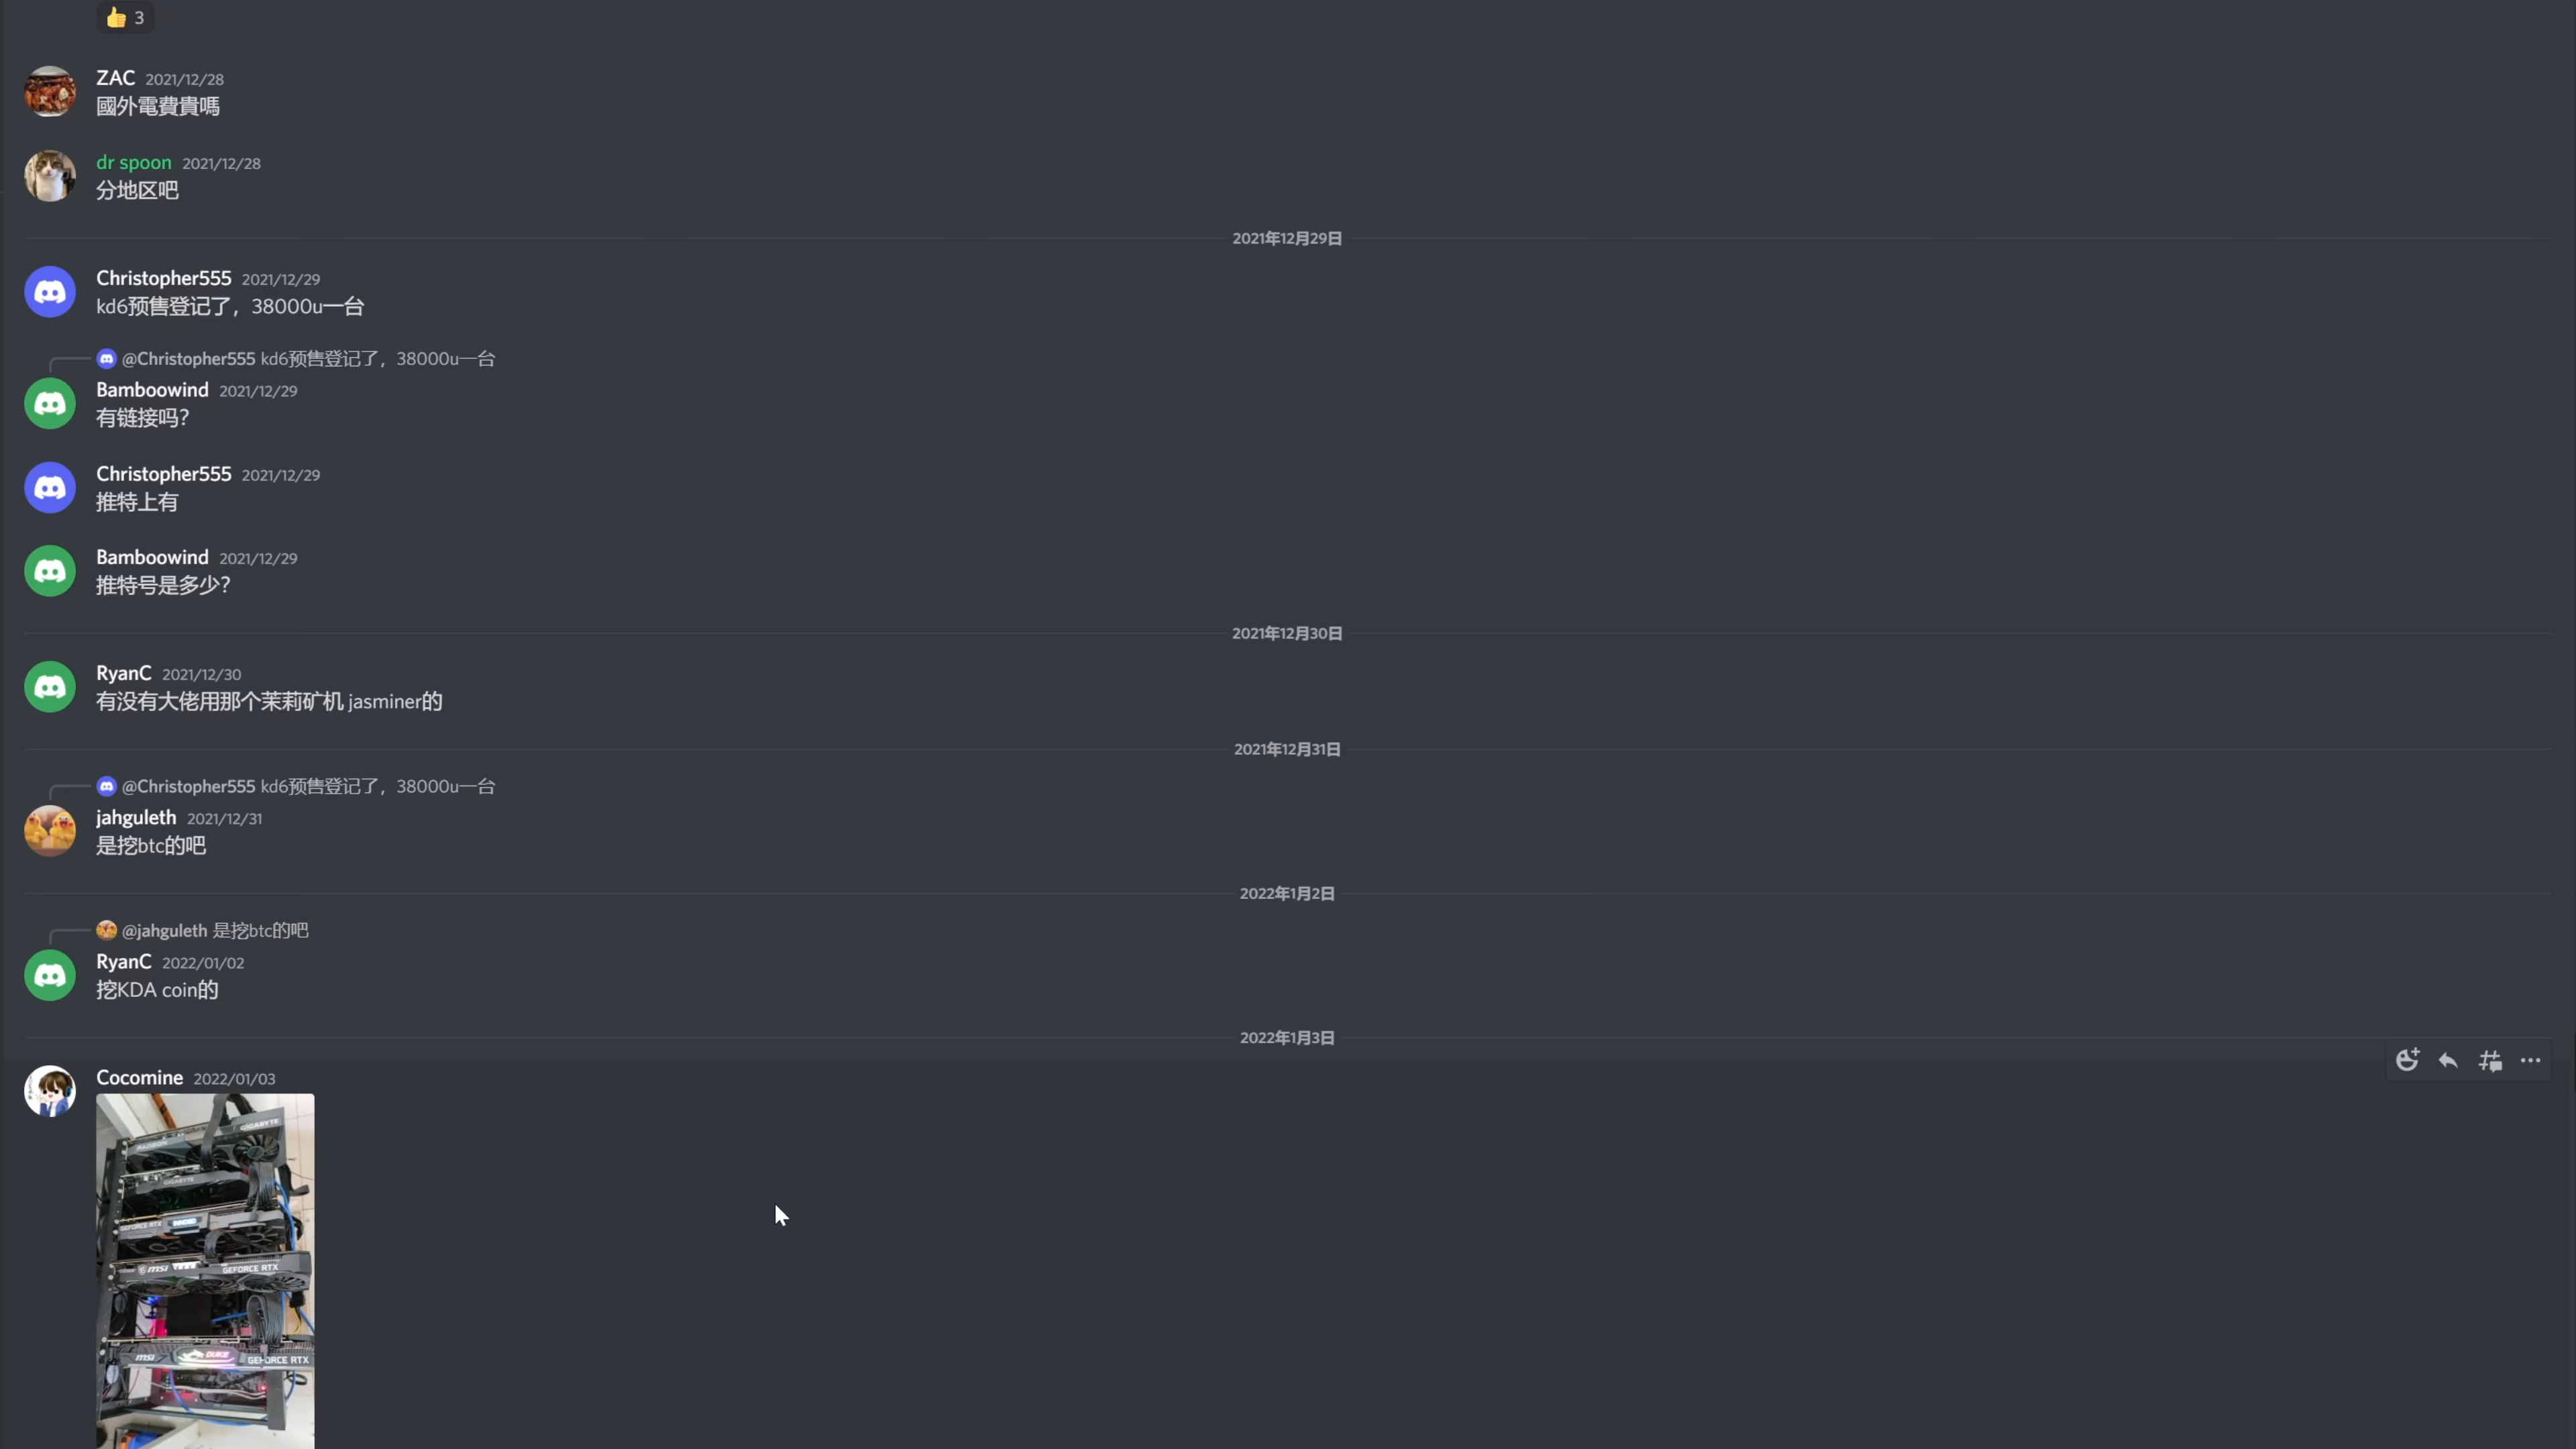 👍 3
ZAC 2021/12/28
國外電費貴嗎
dr spoon 2021/12/28
分地区吧
2021年12月29日
Christopher555 2021/12/29
kd6预售登记了，38000u一台
@Christopher555 kd6预售登记了，38000u一台
Bamboowind 2021/12/29
有链接吗?
Christopher555 2021/12/29
推特上有
Bamboowind 2021/12/29
推特号是多少?
2021年12月30日
RyanC 2021/12/30
有没有大佬用那个茉莉矿机 jasminer的
2021年12月31日
@Christopher555 kd6预售登记了，38000u一台
jahguleth 2021/12/31
是挖btc的吧
2022年1月2日
@jahguleth 是挖btc的吧
RyanC 2022/01/02
挖KDA coin的
2022年1月3日
Cocomine 2022/01/03
RADEON GIGABYTE
GIGABYTE
GEFORCE RTX
msi GEFORCE RTX
msi DUKE GEFORCE RTX